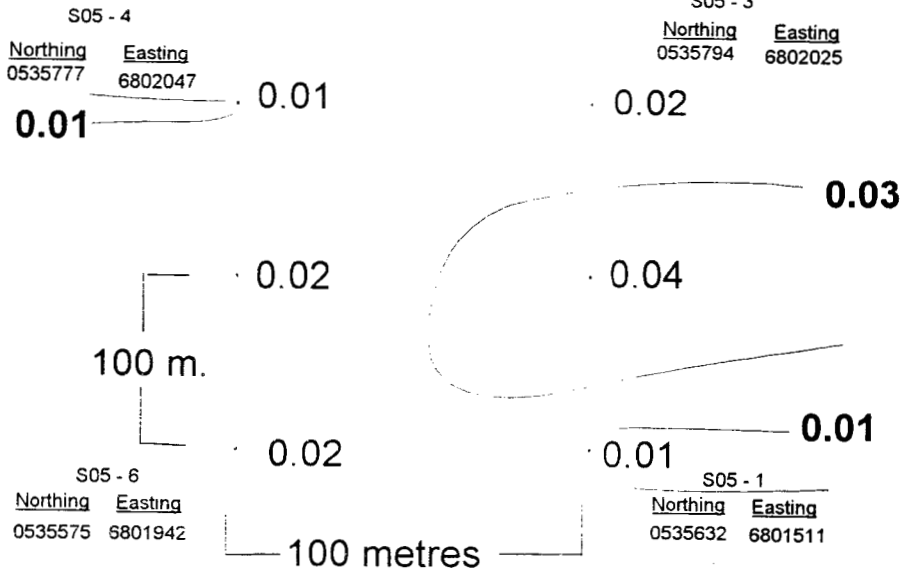 S05 - 4
Northing Easting
0535777 6802047
S05 - 3
Northing Easting
0535794 6802025
0.01
0.02
0.01
0.03
0.02
0.04
100 m.
0.01
0.02
0.01
S05 - 6
Northing Easting
0535575 6801942
S05 - 1
Northing Easting
0535632 6801511
100 metres